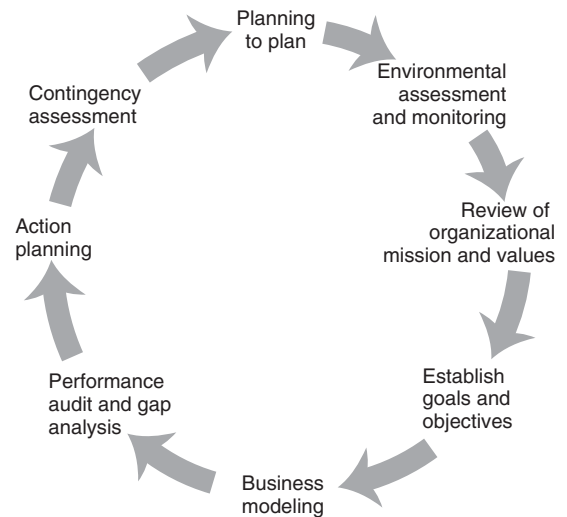 Planning
to plan
Environmental
assessment
and monitoring
Review of
organizational
mission and values
Establish
goals and
objectives
Business
modeling
Performance
audit and gap
analysis
Action
planning
Contingency
assessment